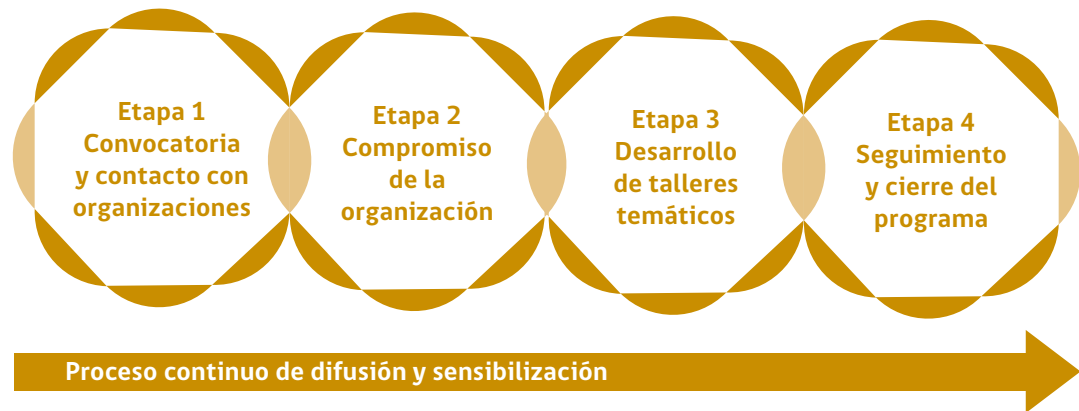 Etapa 1
Convocatoria
y contacto con
organizaciones
Etapa 2
Compromiso
de la
organización
Etapa 3
Desarrollo
de talleres
temáticos
Etapa 4
Seguimiento
y cierre del
programa
Proceso continuo de difusión y sensibilización